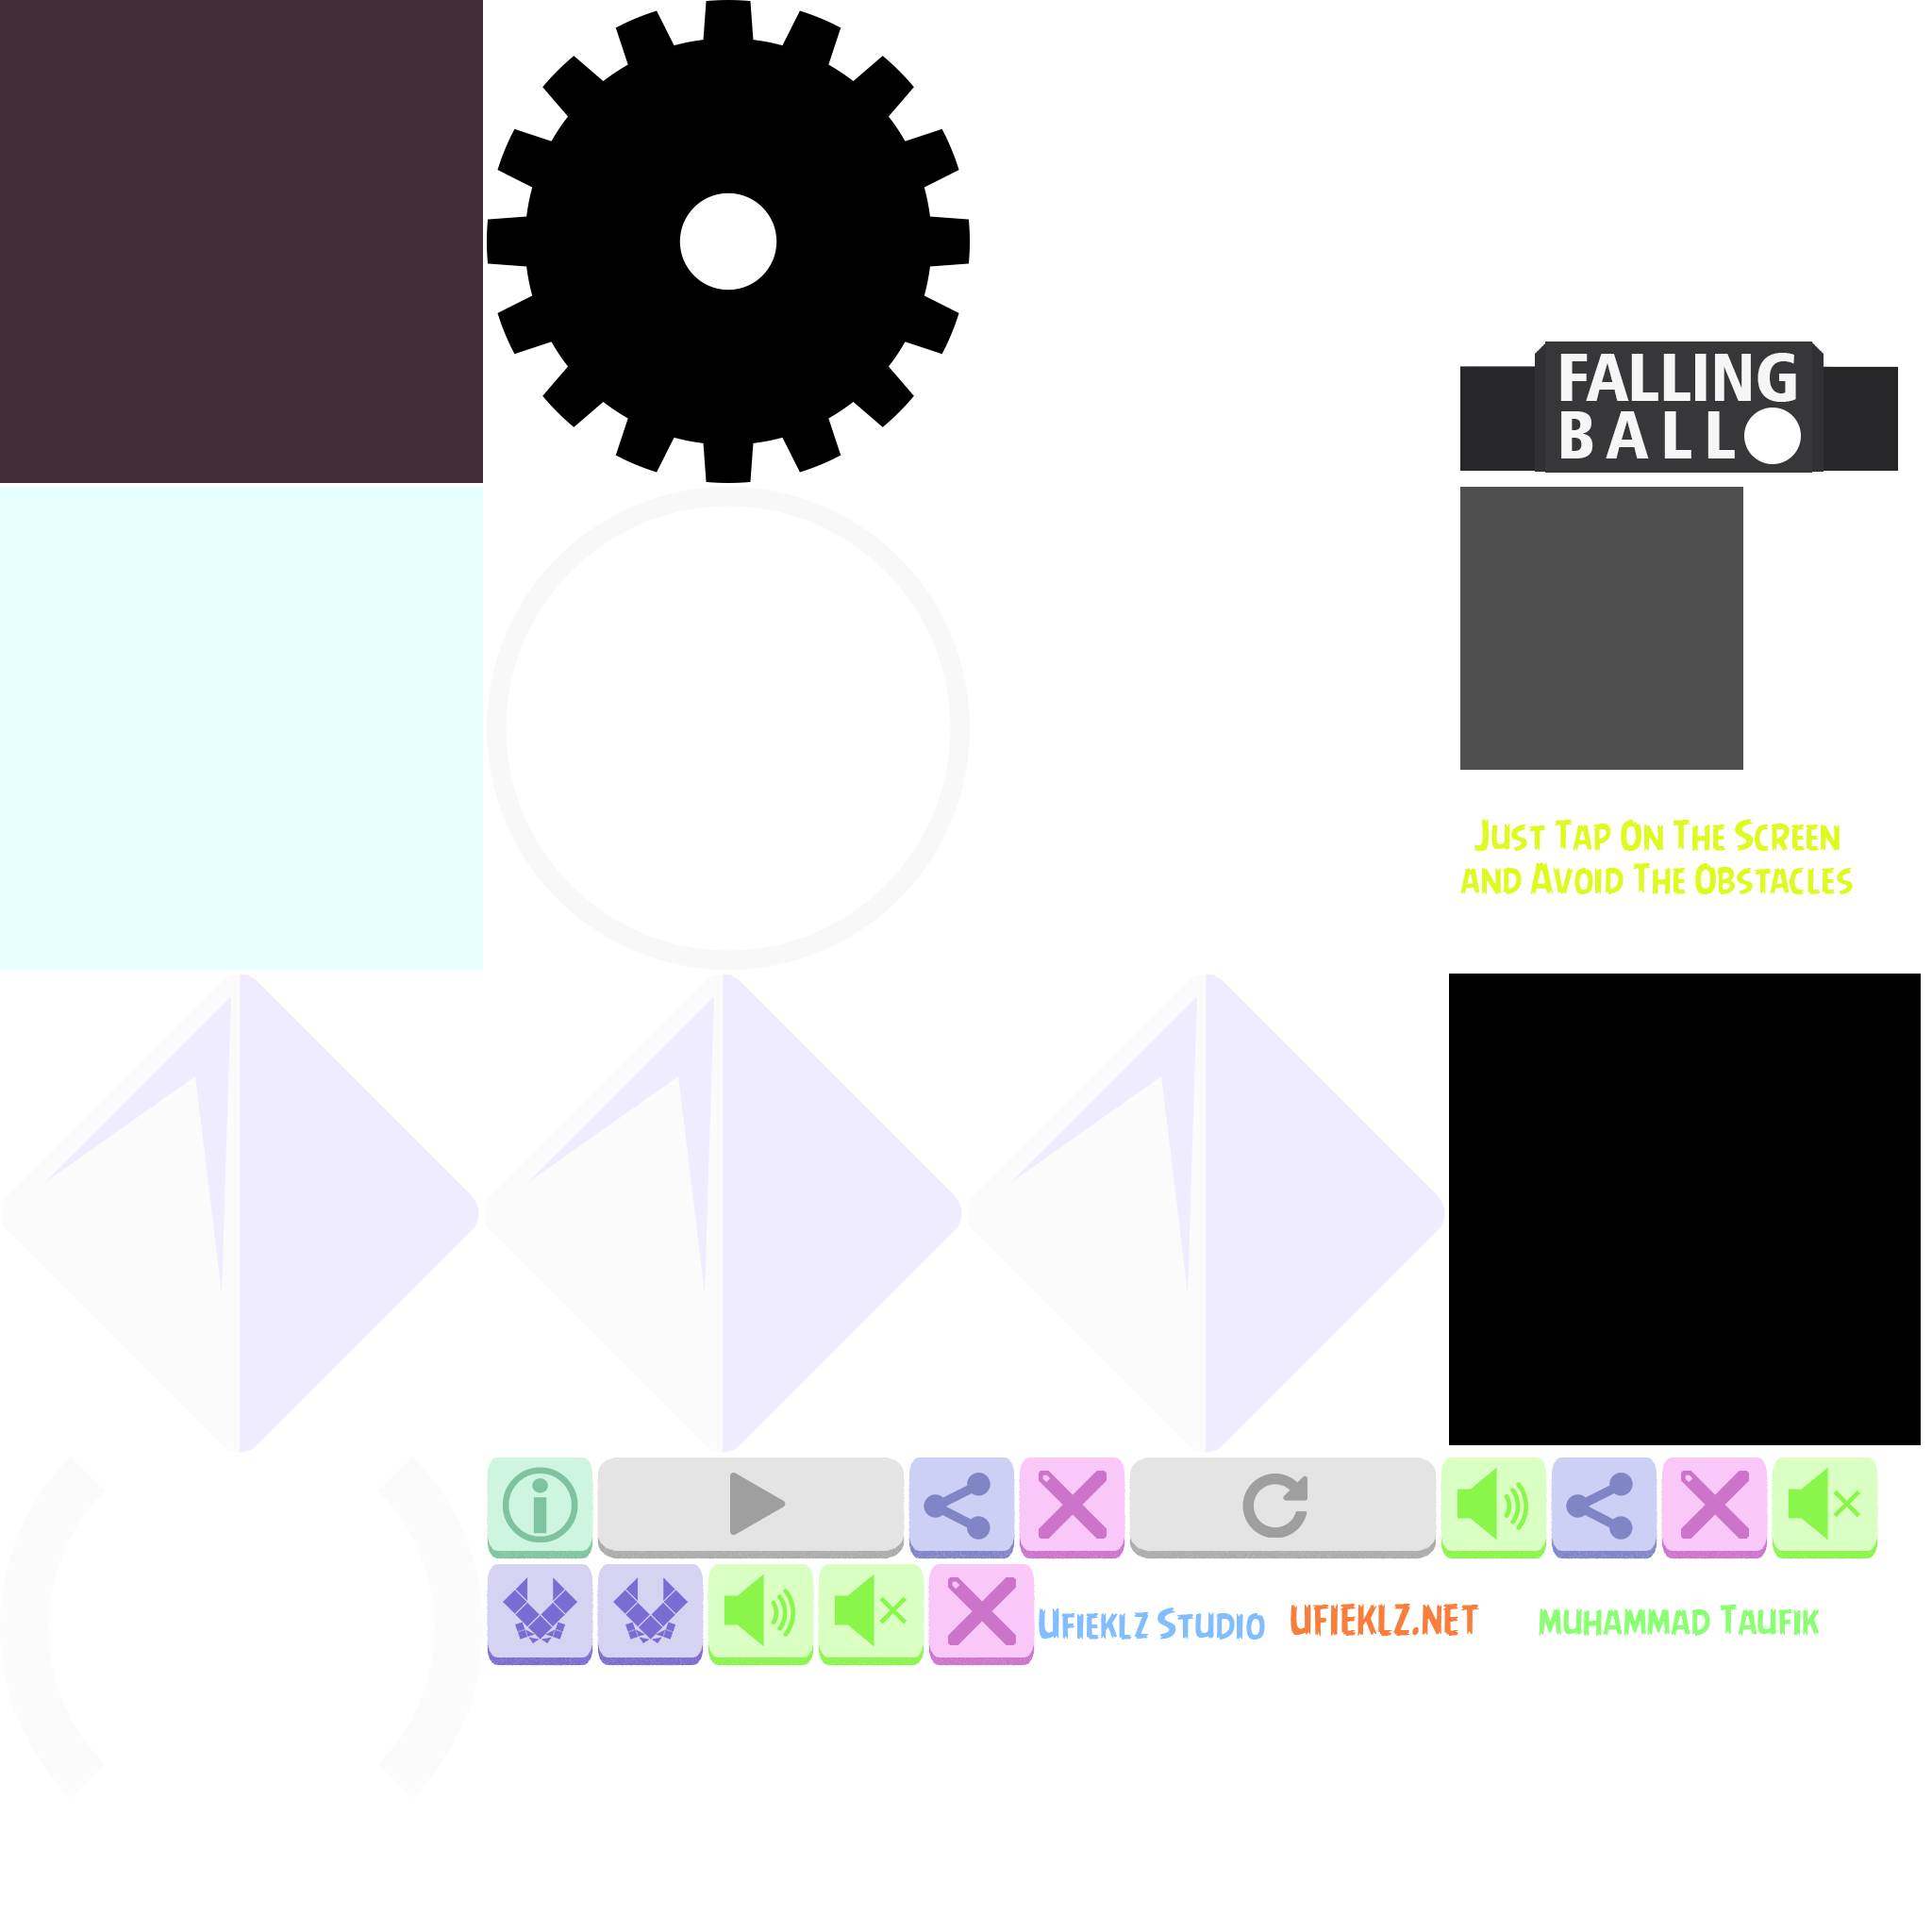 FALLING
BALL
Just Tap On The Screen
and Avoid The Obstacles
Ufieklz Studio
UFIEKLZ.NET
Muhammad Taufik